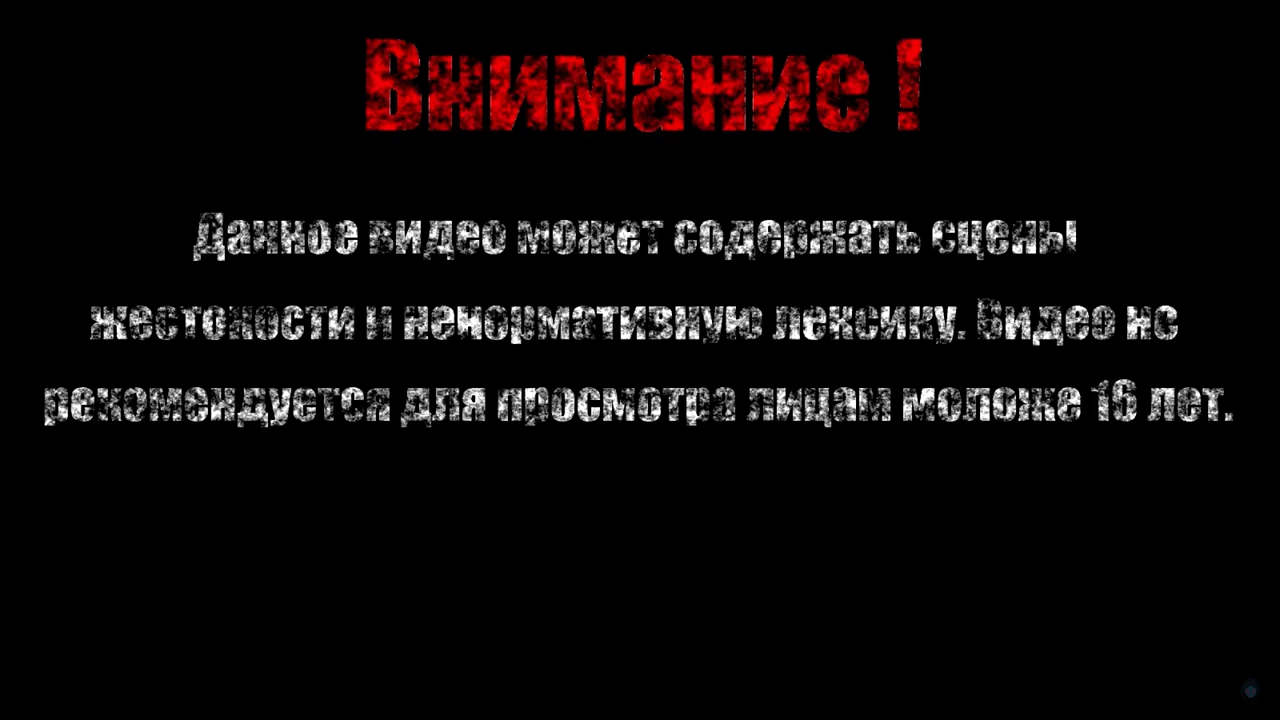 Внимание !
Данное видео может содержать сцены
жестокости и ненормативную лексику. Видео не
рекомендуется для просмотра лицам моложе 16 лет.